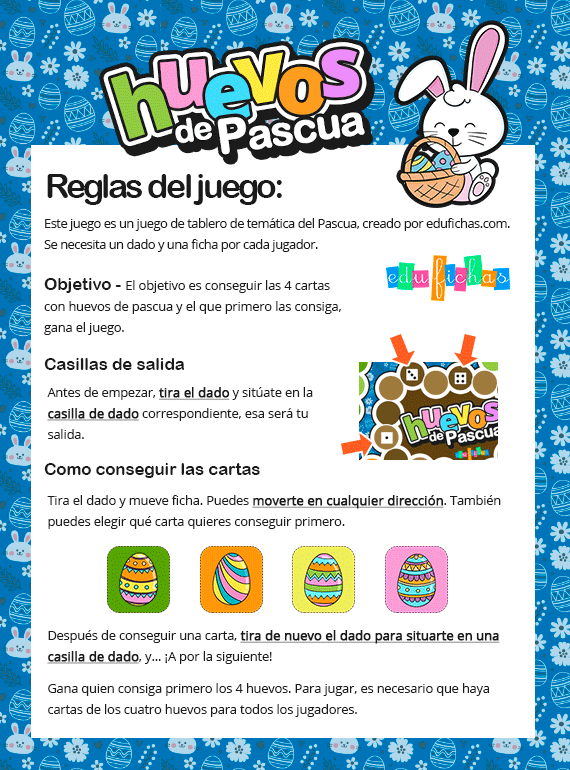 huevos
de Pascua
Reglas del juego:
Este juego es un juego de tablero de temática del Pascua, creado por edufichas.com.
Se necesita un dado y una ficha por cada jugador.
edufichas
Objetivo - El objetivo es conseguir las 4 cartas
con huevos de pascua y el que primero las consiga,
gana el juego.
Casillas de salida
Antes de empezar, tira el dado y sitúate en la
casilla de dado correspondiente, esa será tu
salida.
huevos
de Pascua
edufichas
Como conseguir las cartas
Tira el dado y mueve ficha. Puedes moverte en cualquier dirección. También
puedes elegir qué carta quieres conseguir primero.
Después de conseguir una carta, tira de nuevo el dado para situarte en una
casilla de dado, y... ¡A por la siguiente!
Gana quien consiga primero los 4 huevos. Para jugar, es necesario que haya
cartas de los cuatro huevos para todos los jugadores.